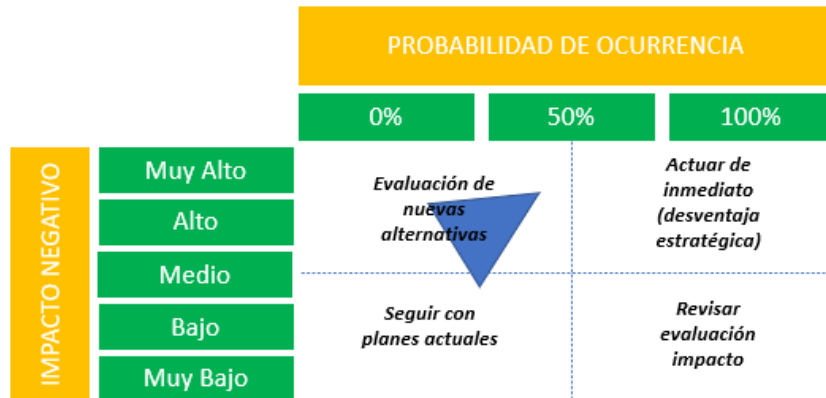 PROBABILIDAD DE OCURRENCIA
0%
50%
100%
IMPACTO NEGATIVO
Muy Alto
Alto
Medio
Bajo
Muy Bajo
Evaluación de
nuevas
alternativas
Actuar de
inmediato
(desventaja
estratégica)
Seguir con
planes actuales
Revisar
evaluación
impacto